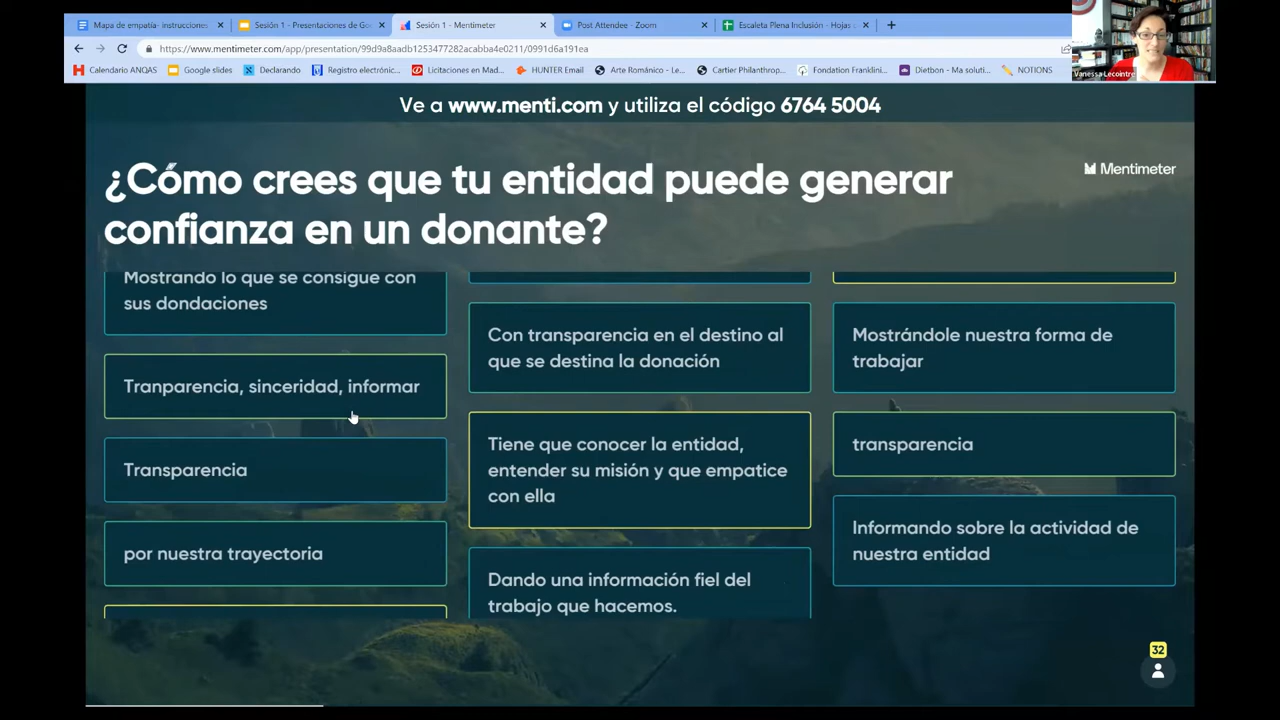 Mapa de empatía- instrucciones
Sesión 1 - Presentaciones de Go
Sesión 1 - Mentimeter
Post Attendee - Zoom
Escaleta Plena Inclusión - Hojas
https://www.mentimeter.com/app/presentation/99d9a8aadb1253477282acabba4e0211/0991d6a191ea
Calendario ANQAS
Google slides
Declarando
Registro electrónic...
Licitaciones en Mad...
HUNTER Email
Arte Románico - Le...
Cartier Philanthrop...
Fondation Franklini...
Dietbon - Ma soluti...
NOTIONS
Vanessa Lecointre
Ve a www.menti.com y utiliza el código 6764 5004
¿Cómo crees que tu entidad puede generar
confianza en un donante?
Mentimeter
Mostrando lo que se consigue con
sus dondaciones
Tranparencia, sinceridad, informar
Transparencia
por nuestra trayectoria
Con transparencia en el destino al
que se destina la donación
Tiene que conocer la entidad,
entender su misión y que empatice
con ella
Dando una información fiel del
trabajo que hacemos.
Mostrándole nuestra forma de
trabajar
transparencia
Informando sobre la actividad de
nuestra entidad
32